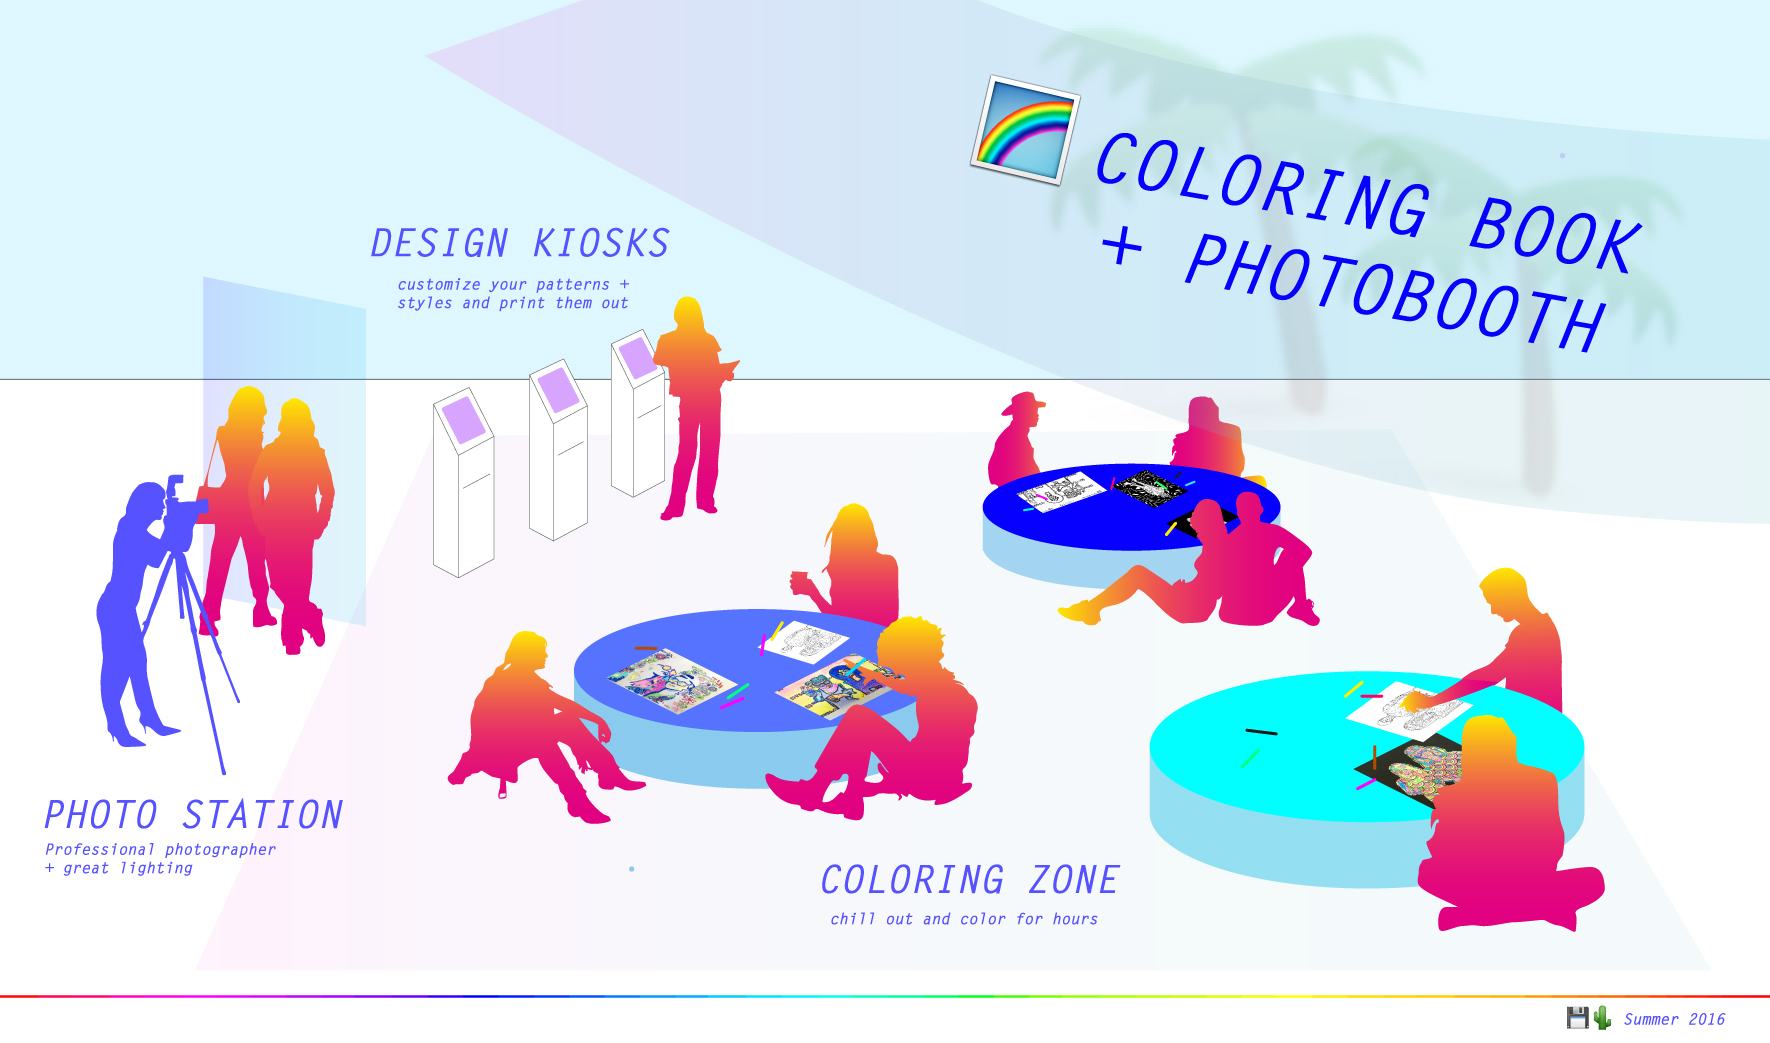 COLORING BOOK
+ PHOTOBOOTH
DESIGN KIOSKS
customize your patterns +
styles and print them out
PHOTO STATION
Professional photographer
+ great lighting
COLORING ZONE
chill out and color for hours
Summer 2016